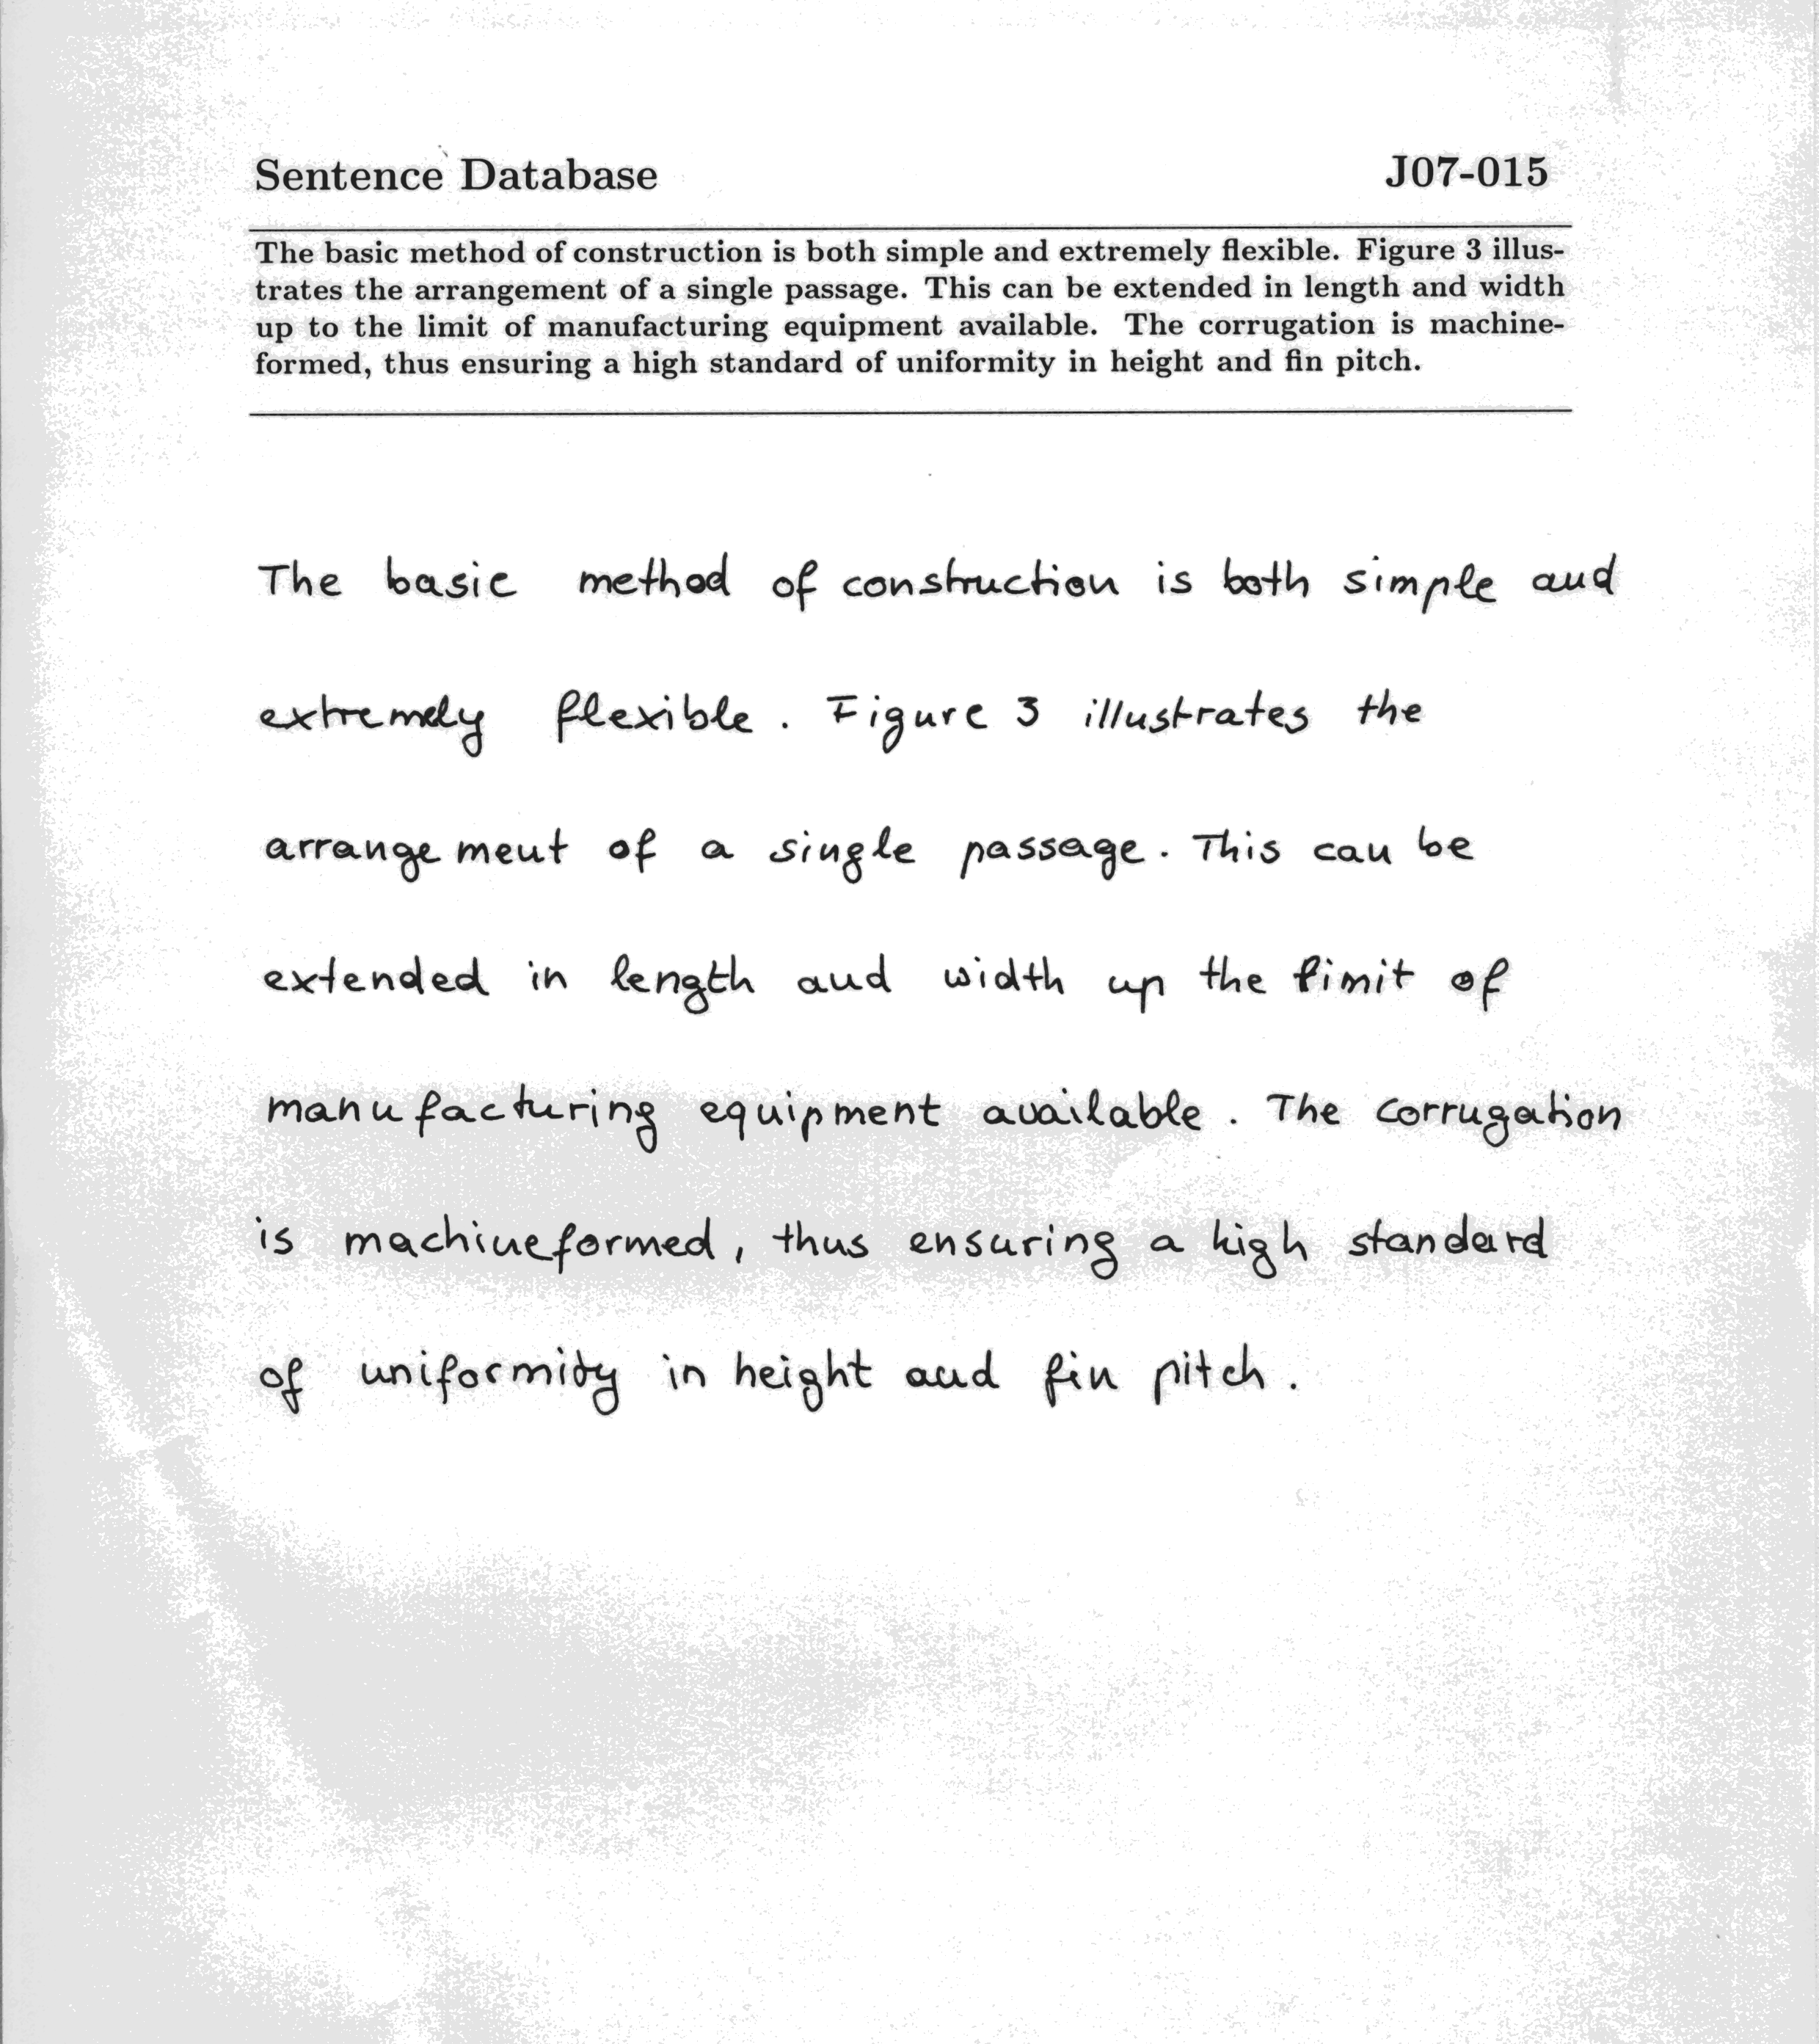 Sentence Database J07-015
The basic method of construction is both simple and extremely flexible. Figure 3 illus-
trates the arrangement of a single passage. This can be extended in length and width
up to the limit of manufacturing equipment available. The corrugation is machine-
formed, thus ensuring a high standard of uniformity in height and fin pitch.
The basic method of construction is both simple and
extremely flexible. Figure 3 illustrates the
arrangement of a single passage. This can be
extended in length and width up the limit of
manufacturing equipment available. The corrugation
is machineformed, thus ensuring a high standard
of uniformity in height and fin pitch.